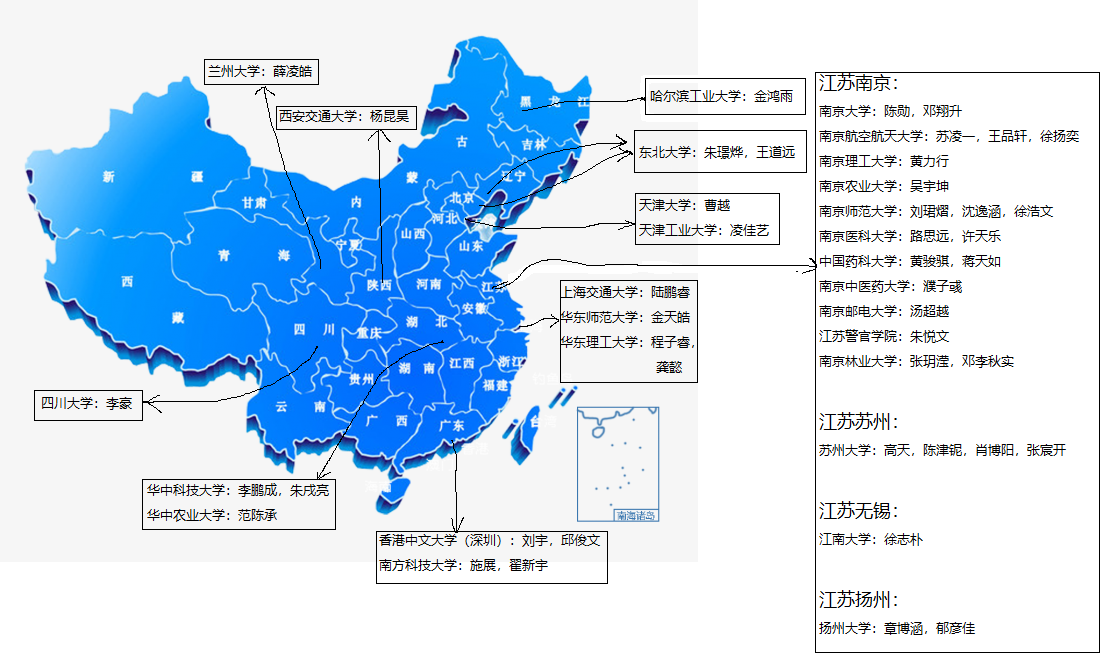 兰州大学：薛凌皓
西安交通大学：杨昆昊
哈尔滨工业大学：金鸿雨
东北大学：朱璟烨，王道远
天津大学：曹越
天津工业大学：凌佳艺
上海交通大学：陆鹏睿
华东师范大学：金天皓
华东理工大学：程子睿，
龚懿
四川大学：李豪
华中科技大学：李鹏成，朱戌亮
华中农业大学：范陈承
香港中文大学（深圳）：刘宇，邱俊文
南方科技大学：施展，翟新宇
江苏南京：
南京大学：陈勋，邓翔升
南京航空航天大学：苏凌一，王品轩，徐扬奕
南京理工大学：黄力行
南京农业大学：吴宇坤
南京师范大学：刘珺熠，沈逸涵，徐浩文
南京医科大学：路思远，许天乐
中国药科大学：黄骏骐，蒋天如
南京中医药大学：濮子彧
南京邮电大学：汤超越
江苏警官学院：朱悦文
南京林业大学：张玥滢，邓李秋实
江苏苏州：
苏州大学：高天，陈津铌，肖博阳，张宸开
江苏无锡：
江南大学：徐志朴
江苏扬州：
扬州大学：章博涵，郁彦佳
黑 龙 江
吉林
辽宁
内 蒙 古
新 疆
甘肃
北京
河北
山西
宁夏
山东
青 海
陕西
河南
江
西 藏
安徽
四 川
重庆
湖 北
湖 南
江西
浙江
贵州
福建
云 南
广 西
广东
台
南海诸岛